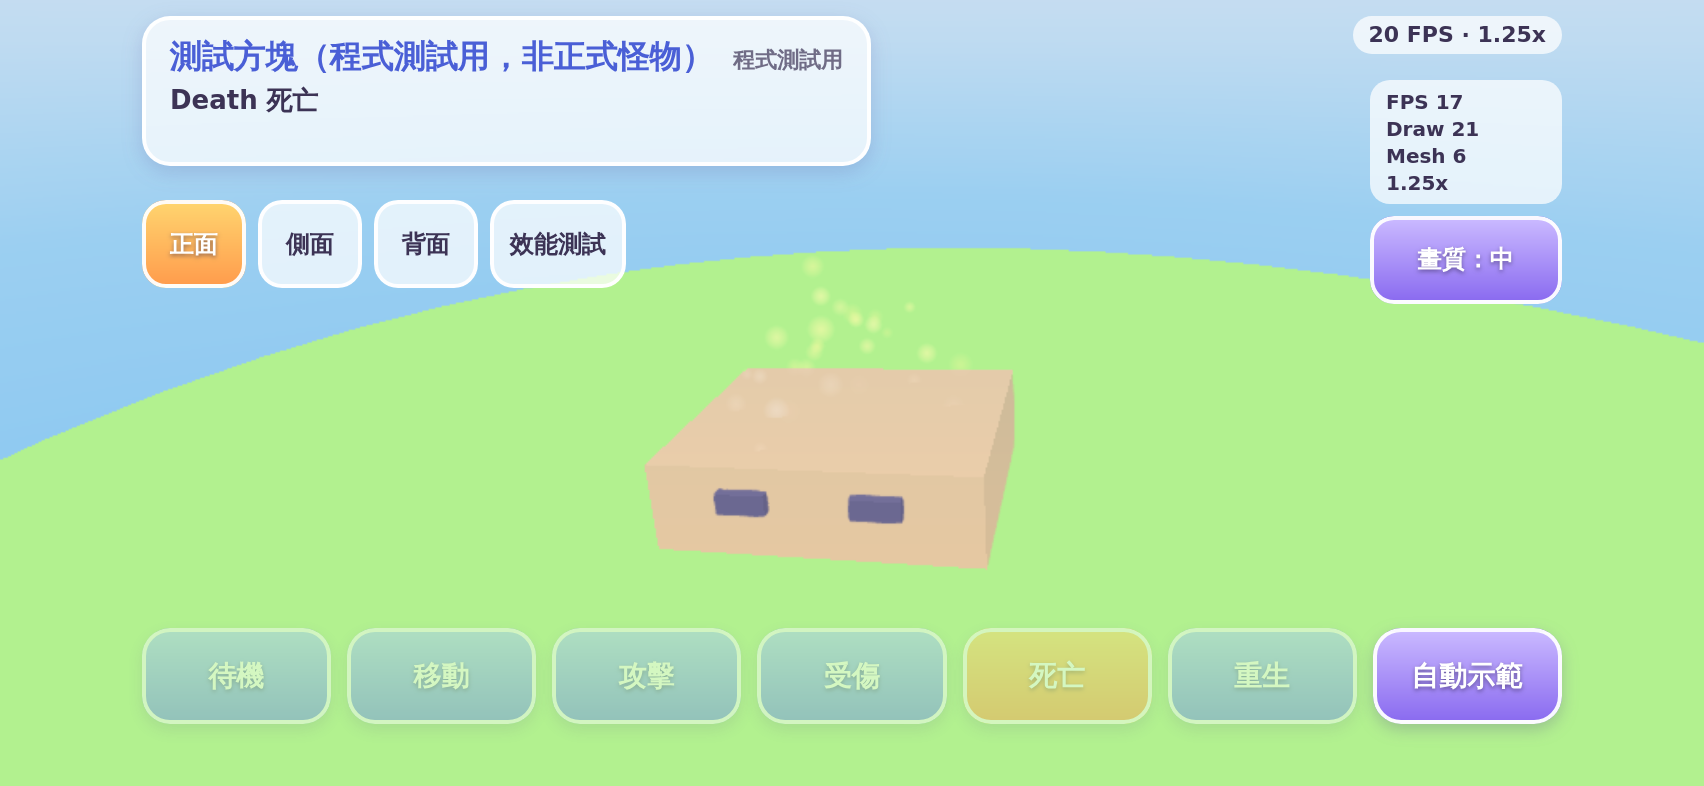 測試方塊（程式測試用，非正式怪物） 程式測試用
Death 死亡
20 FPS · 1.25x
FPS 17
Draw 21
Mesh 6
1.25x
正面 側面 背面 效能測試
畫質：中
待機 移動 攻擊 受傷 死亡 重生 自動示範